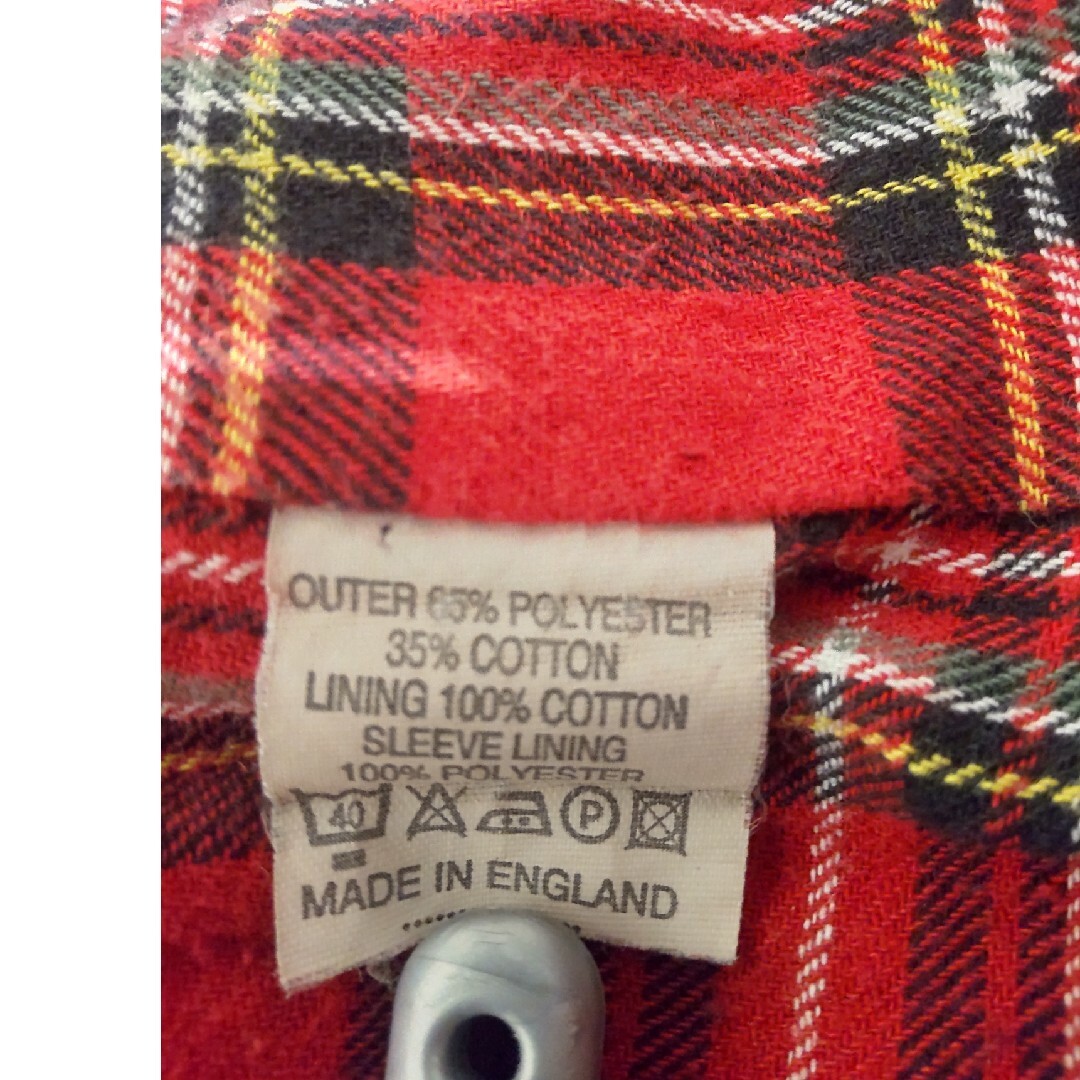 OUTER 65% POLYESTER
35% COTTON
LINING 100% COTTON
SLEEVE LINING
100% POLYESTER
40 P
MADE IN ENGLAND